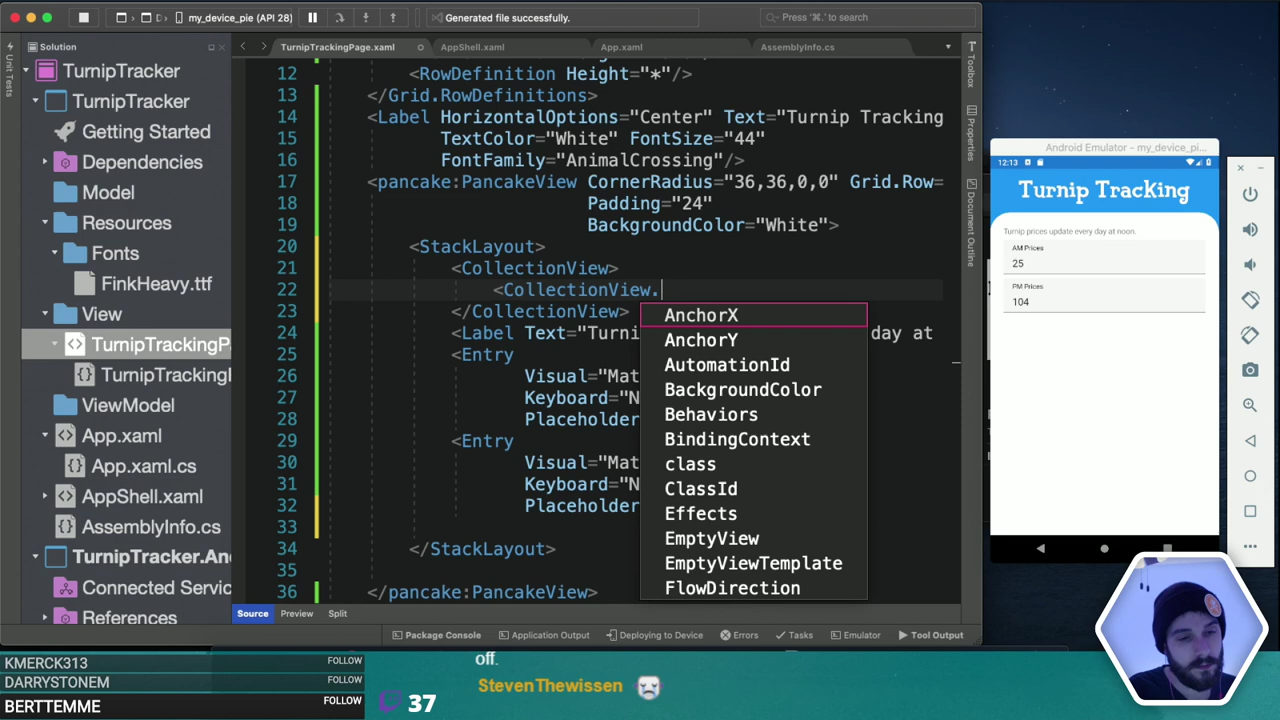 my_device_pie (API 28)
Generated file successfully.
Press '⌘.' to search
Unit Tests
Solution
TurnipTrackingPage.xaml
AppShell.xaml
App.xaml
AssemblyInfo.cs
Toolbox
Properties
Document Outline
TurnipTracker
TurnipTracker
Getting Started
Dependencies
Model
Resources
Fonts
FinkHeavy.ttf
View
TurnipTrackingP
TurnipTrackingI
ViewModel
App.xaml
App.xaml.cs
AppShell.xaml
AssemblyInfo.cs
TurnipTracker.An
Connected Servic
References
12 <RowDefinition Height="*"/>
13 </Grid.RowDefinitions>
14 <Label HorizontalOptions="Center" Text="Turnip Tracking
15 TextColor="White" FontSize="44"
16 FontFamily="AnimalCrossing"/>
17 <pancake:PancakeView CornerRadius="36,36,0,0" Grid.Row=
18 Padding="24"
19 BackgroundColor="White">
20 <StackLayout>
21 <CollectionView>
22 <CollectionView.
23 </CollectionView>
24 <Label Text="Turni day at
25 <Entry
26 Visual="Mat
27 Keyboard="N
28 Placeholder
29 <Entry
30 Visual="Mat
31 Keyboard="N
32 Placeholder
33
34 </StackLayout>
35
36 </pancake:PancakeView>
AnchorX
AnchorY
AutomationId
BackgroundColor
Behaviors
BindingContext
class
ClassId
Effects
EmptyView
EmptyViewTemplate
FlowDirection
Source
Preview
Split
Package Console
Application Output
Deploying to Device
Errors
Tasks
Emulator
Tool Output
Android Emulator - my_device_pi...
12:13
Turnip Tracking
Turnip prices update every day at noon.
AM Prices
25
PM Prices
104
KMERCK313 FOLLOW
DARRYSTONEM FOLLOW
BERTTEMME FOLLOW
37
off.
StevenThewissen